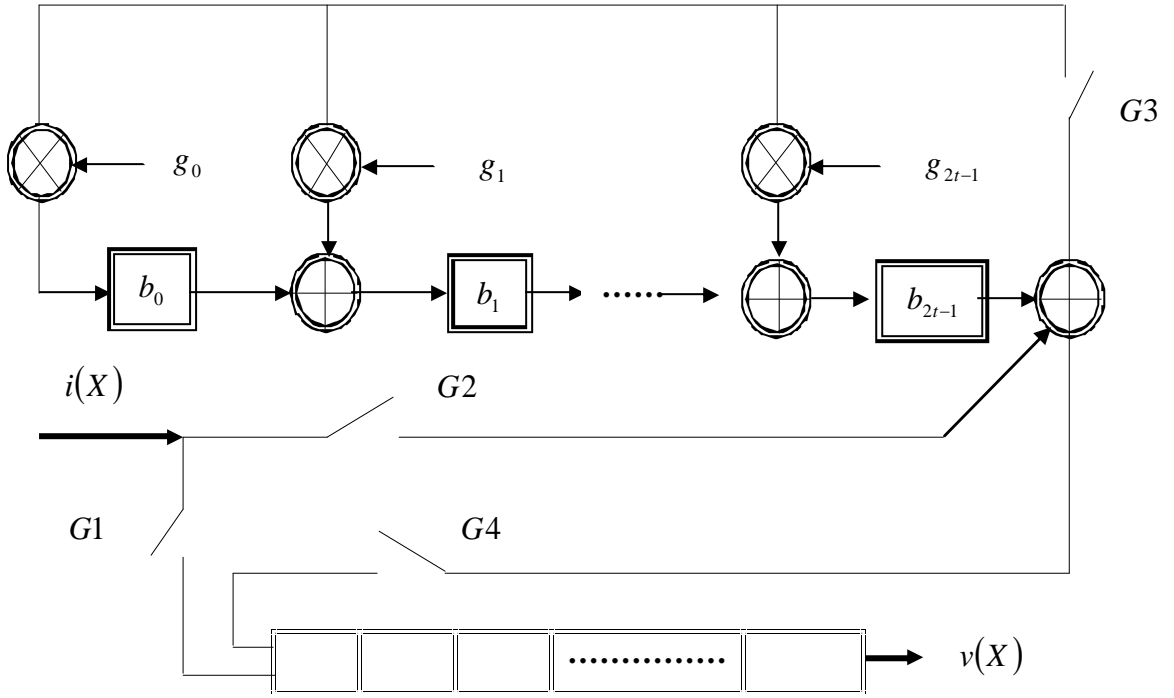 G3
g₀
g₁
g₂ₜ₋₁
b₀
b₁
......
b₂ₜ₋₁
i(X)
G2
G1
G4
...............
v(X)